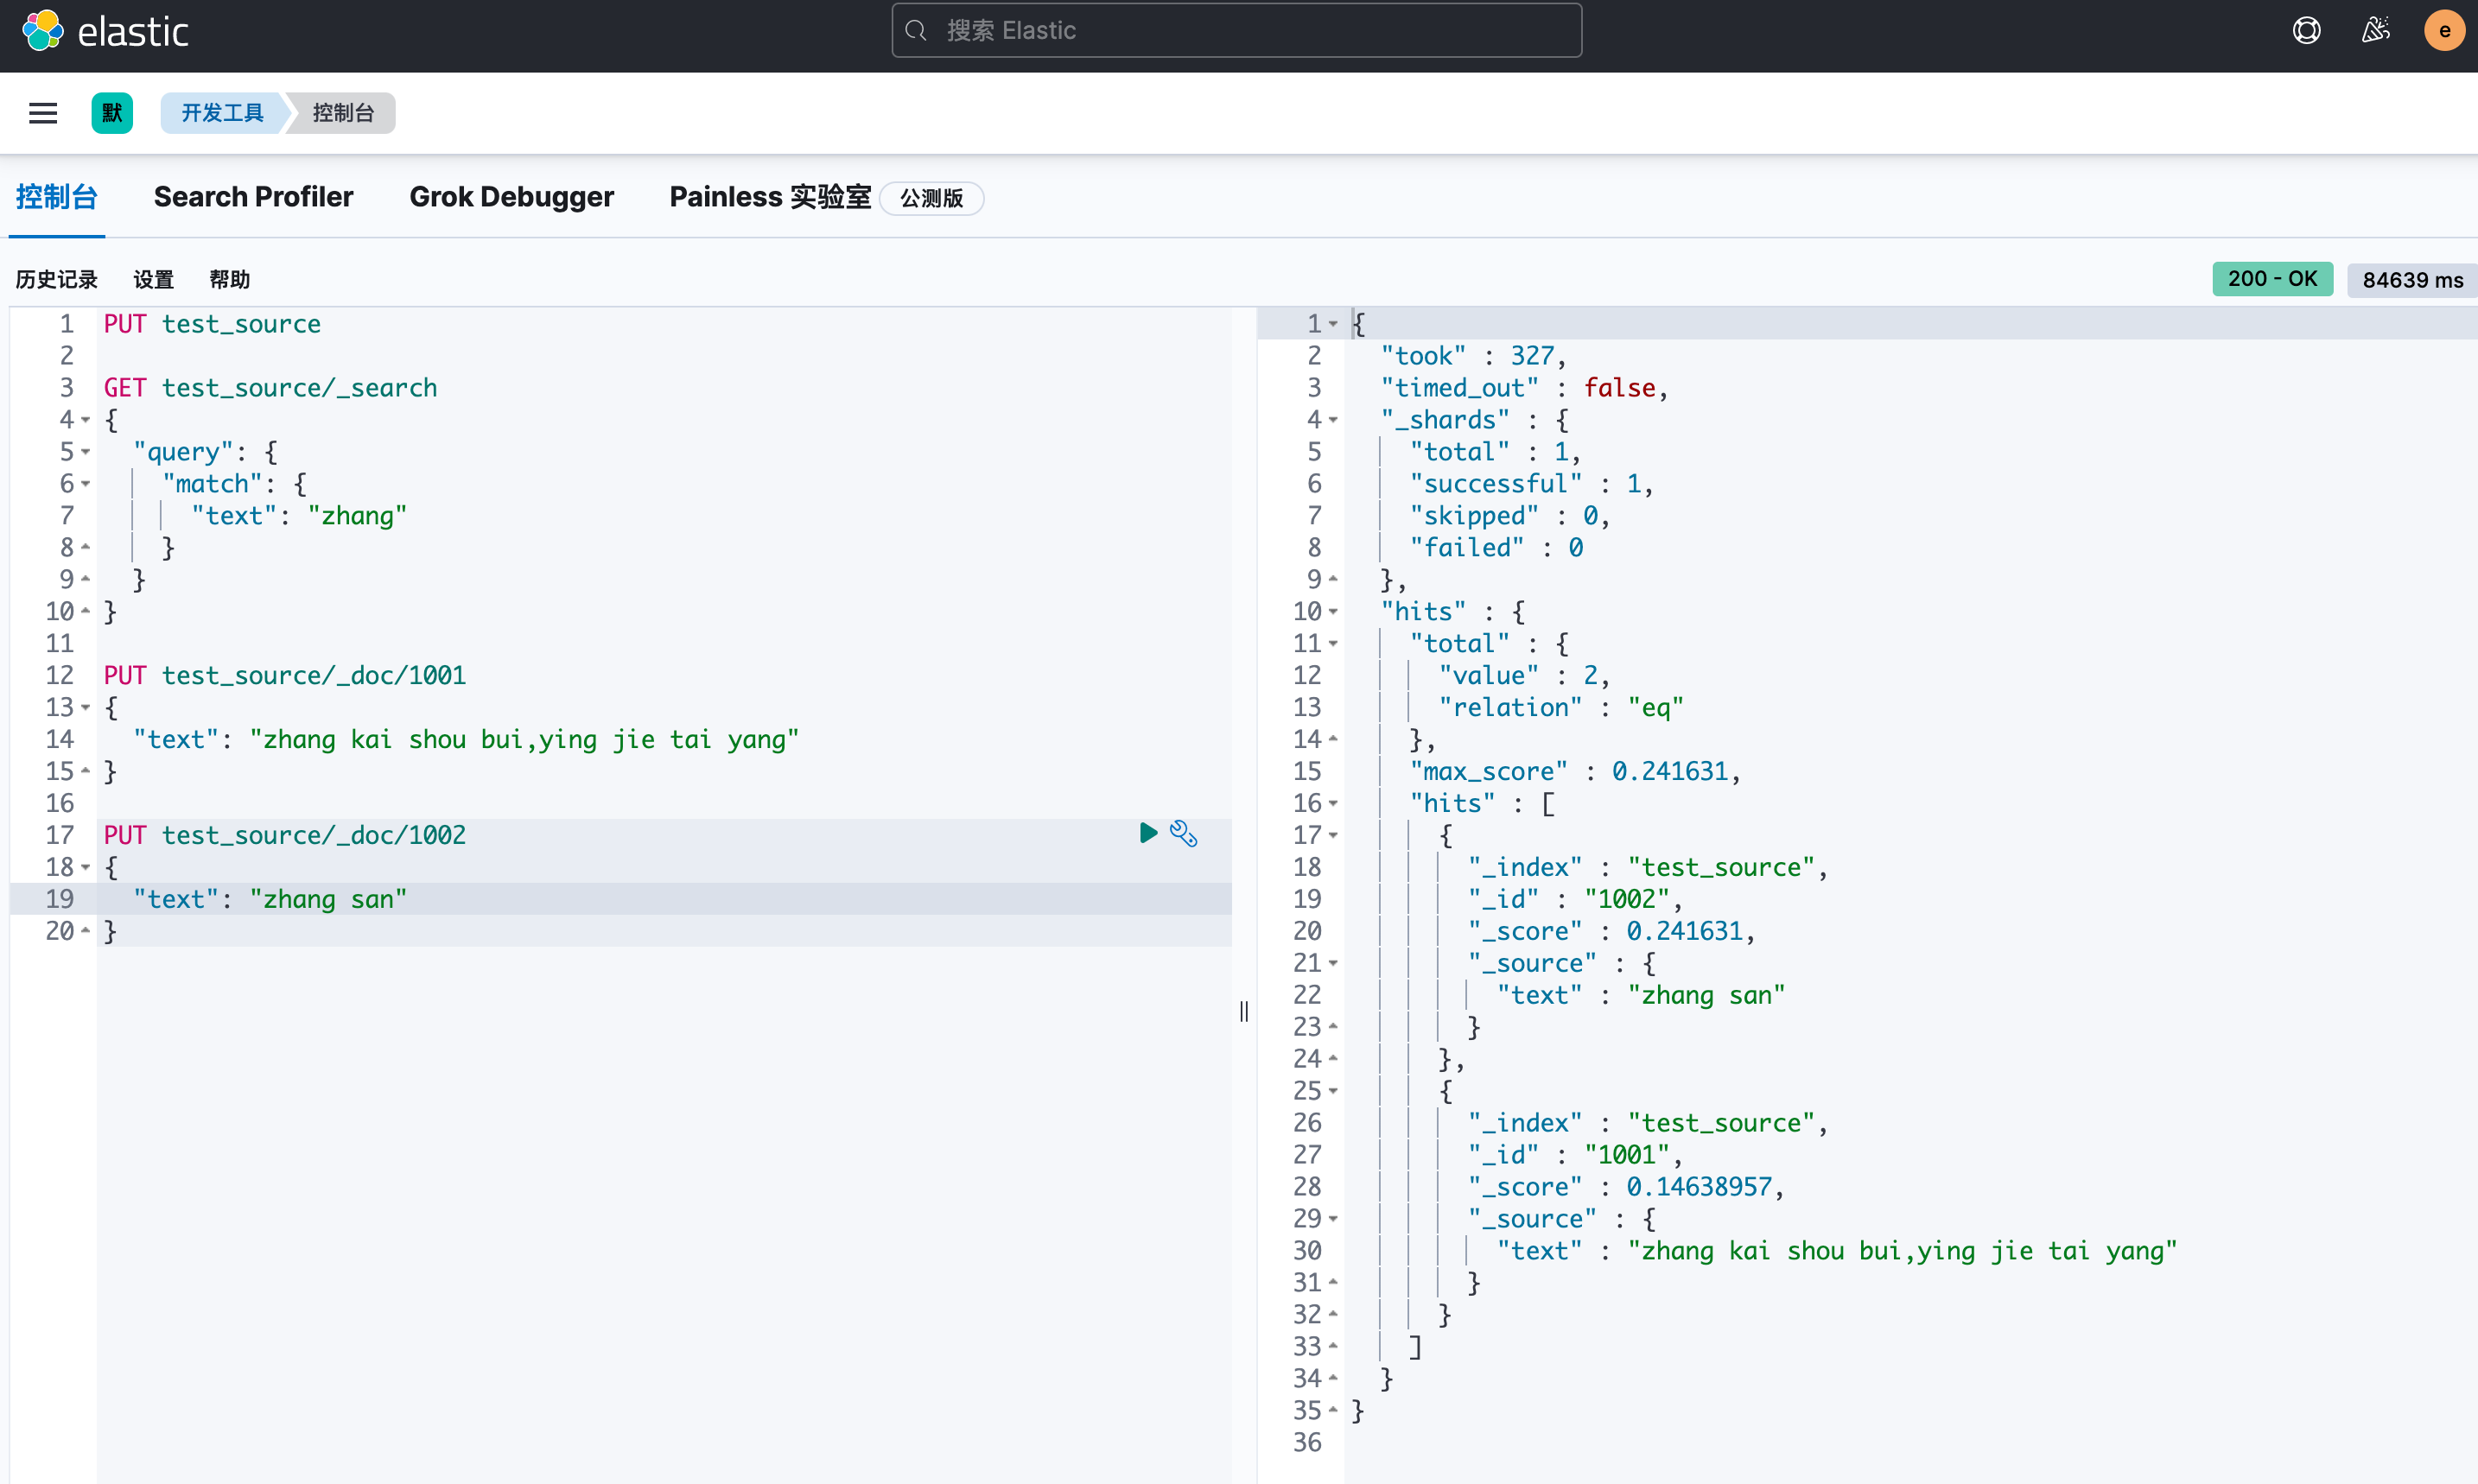 elastic
搜索 Elastic
e
默
开发工具
控制台
控制台
Search Profiler
Grok Debugger
Painless 实验室
公测版
历史记录
设置
帮助
200 - OK
84639 ms
1 PUT test_source
2
3 GET test_source/_search
4 {
5 "query": {
6 "match": {
7 "text": "zhang"
8 }
9 }
10 }
11
12 PUT test_source/_doc/1001
13 {
14 "text": "zhang kai shou bui,ying jie tai yang"
15 }
16
17 PUT test_source/_doc/1002
18 {
19 "text": "zhang san"
20 }
1 {
2 "took" : 327,
3 "timed_out" : false,
4 "_shards" : {
5 "total" : 1,
6 "successful" : 1,
7 "skipped" : 0,
8 "failed" : 0
9 },
10 "hits" : {
11 "total" : {
12 "value" : 2,
13 "relation" : "eq"
14 },
15 "max_score" : 0.241631,
16 "hits" : [
17 {
18 "_index" : "test_source",
19 "_id" : "1002",
20 "_score" : 0.241631,
21 "_source" : {
22 "text" : "zhang san"
23 }
24 },
25 {
26 "_index" : "test_source",
27 "_id" : "1001",
28 "_score" : 0.14638957,
29 "_source" : {
30 "text" : "zhang kai shou bui,ying jie tai yang"
31 }
32 }
33 ]
34 }
35 }
36